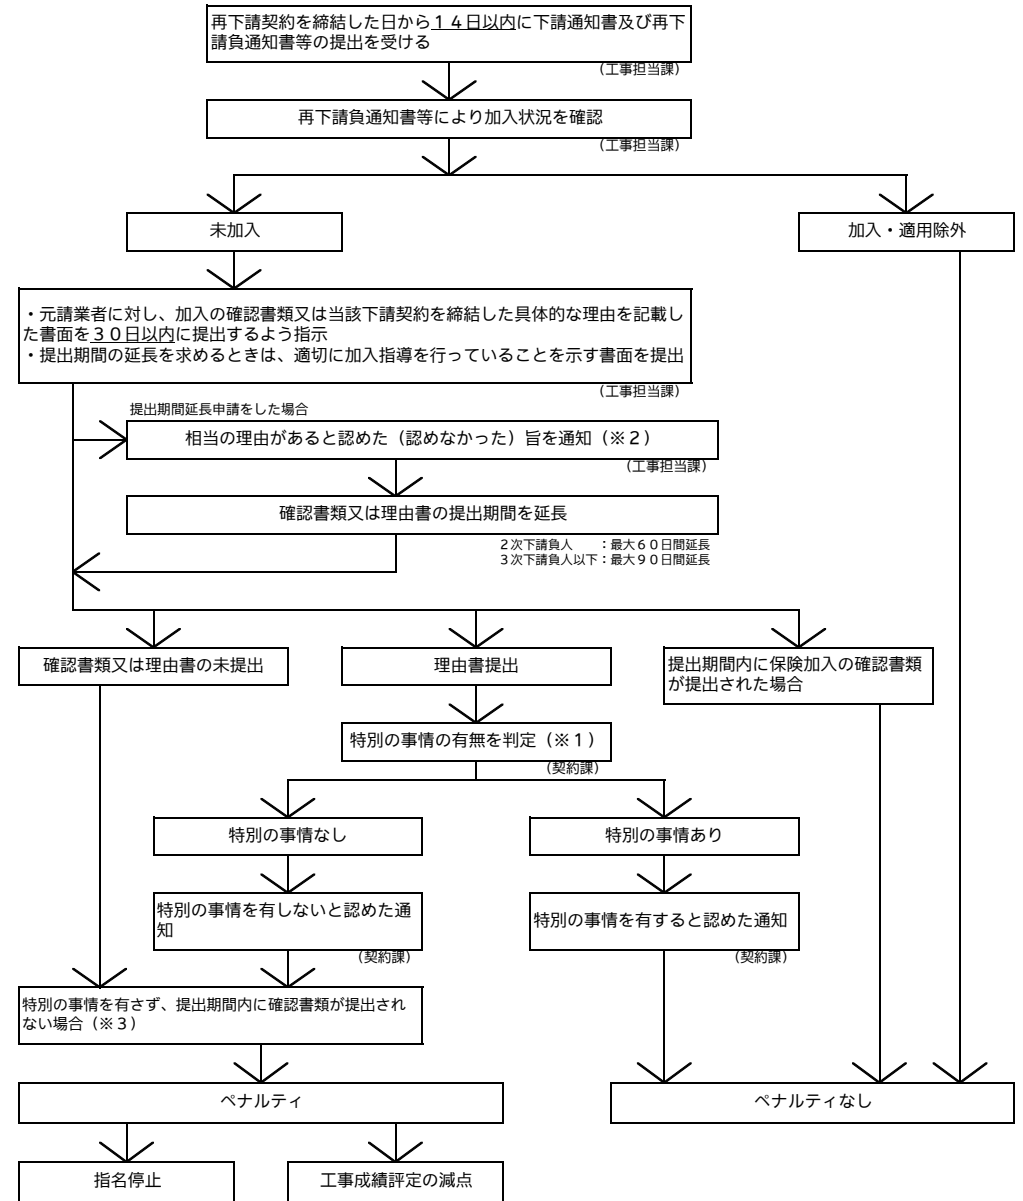 再下請契約を締結した日から１４日以内に下請通知書及び再下
請負通知書等の提出を受ける
（工事担当課）
再下請負通知書等により加入状況を確認
（工事担当課）
未加入
加入・適用除外
・元請業者に対し、加入の確認書類又は当該下請契約を締結した具体的な理由を記載し
た書面を３０日以内に提出するよう指示
・提出期間の延長を求めるときは、適切に加入指導を行っていることを示す書面を提出
（工事担当課）
提出期間延長申請をした場合
相当の理由があると認めた（認めなかった）旨を通知（※２）
（工事担当課）
確認書類又は理由書の提出期間を延長
２次下請負人　　：最大６０日間延長
３次下請負人以下：最大９０日間延長
確認書類又は理由書の未提出
理由書提出
提出期間内に保険加入の確認書類
が提出された場合
特別の事情の有無を判定（※１）
（契約課）
特別の事情なし
特別の事情あり
特別の事情を有しないと認めた通
知
（契約課）
特別の事情を有すると認めた通知
（契約課）
特別の事情を有さず、提出期間内に確認書類が提出され
ない場合（※３）
ペナルティ
ペナルティなし
指名停止
工事成績評定の減点